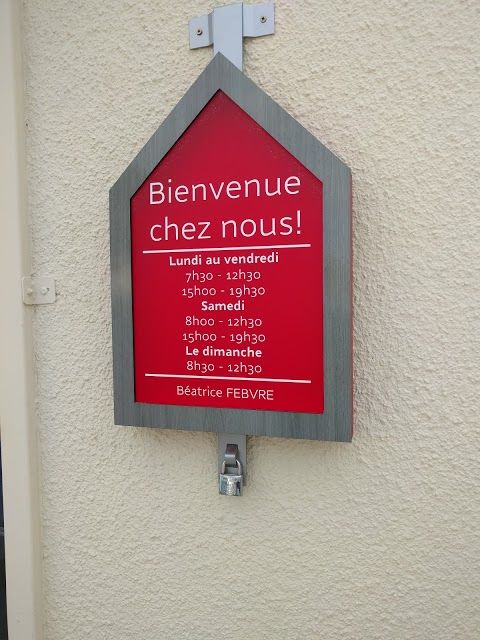 Bienvenue
chez nous!
Lundi au vendredi
7h30 - 12h30
15h00 - 19h30
Samedi
8h00 - 12h30
15h00 - 19h30
Le dimanche
8h30 - 12h30
Béatrice FEBVRE